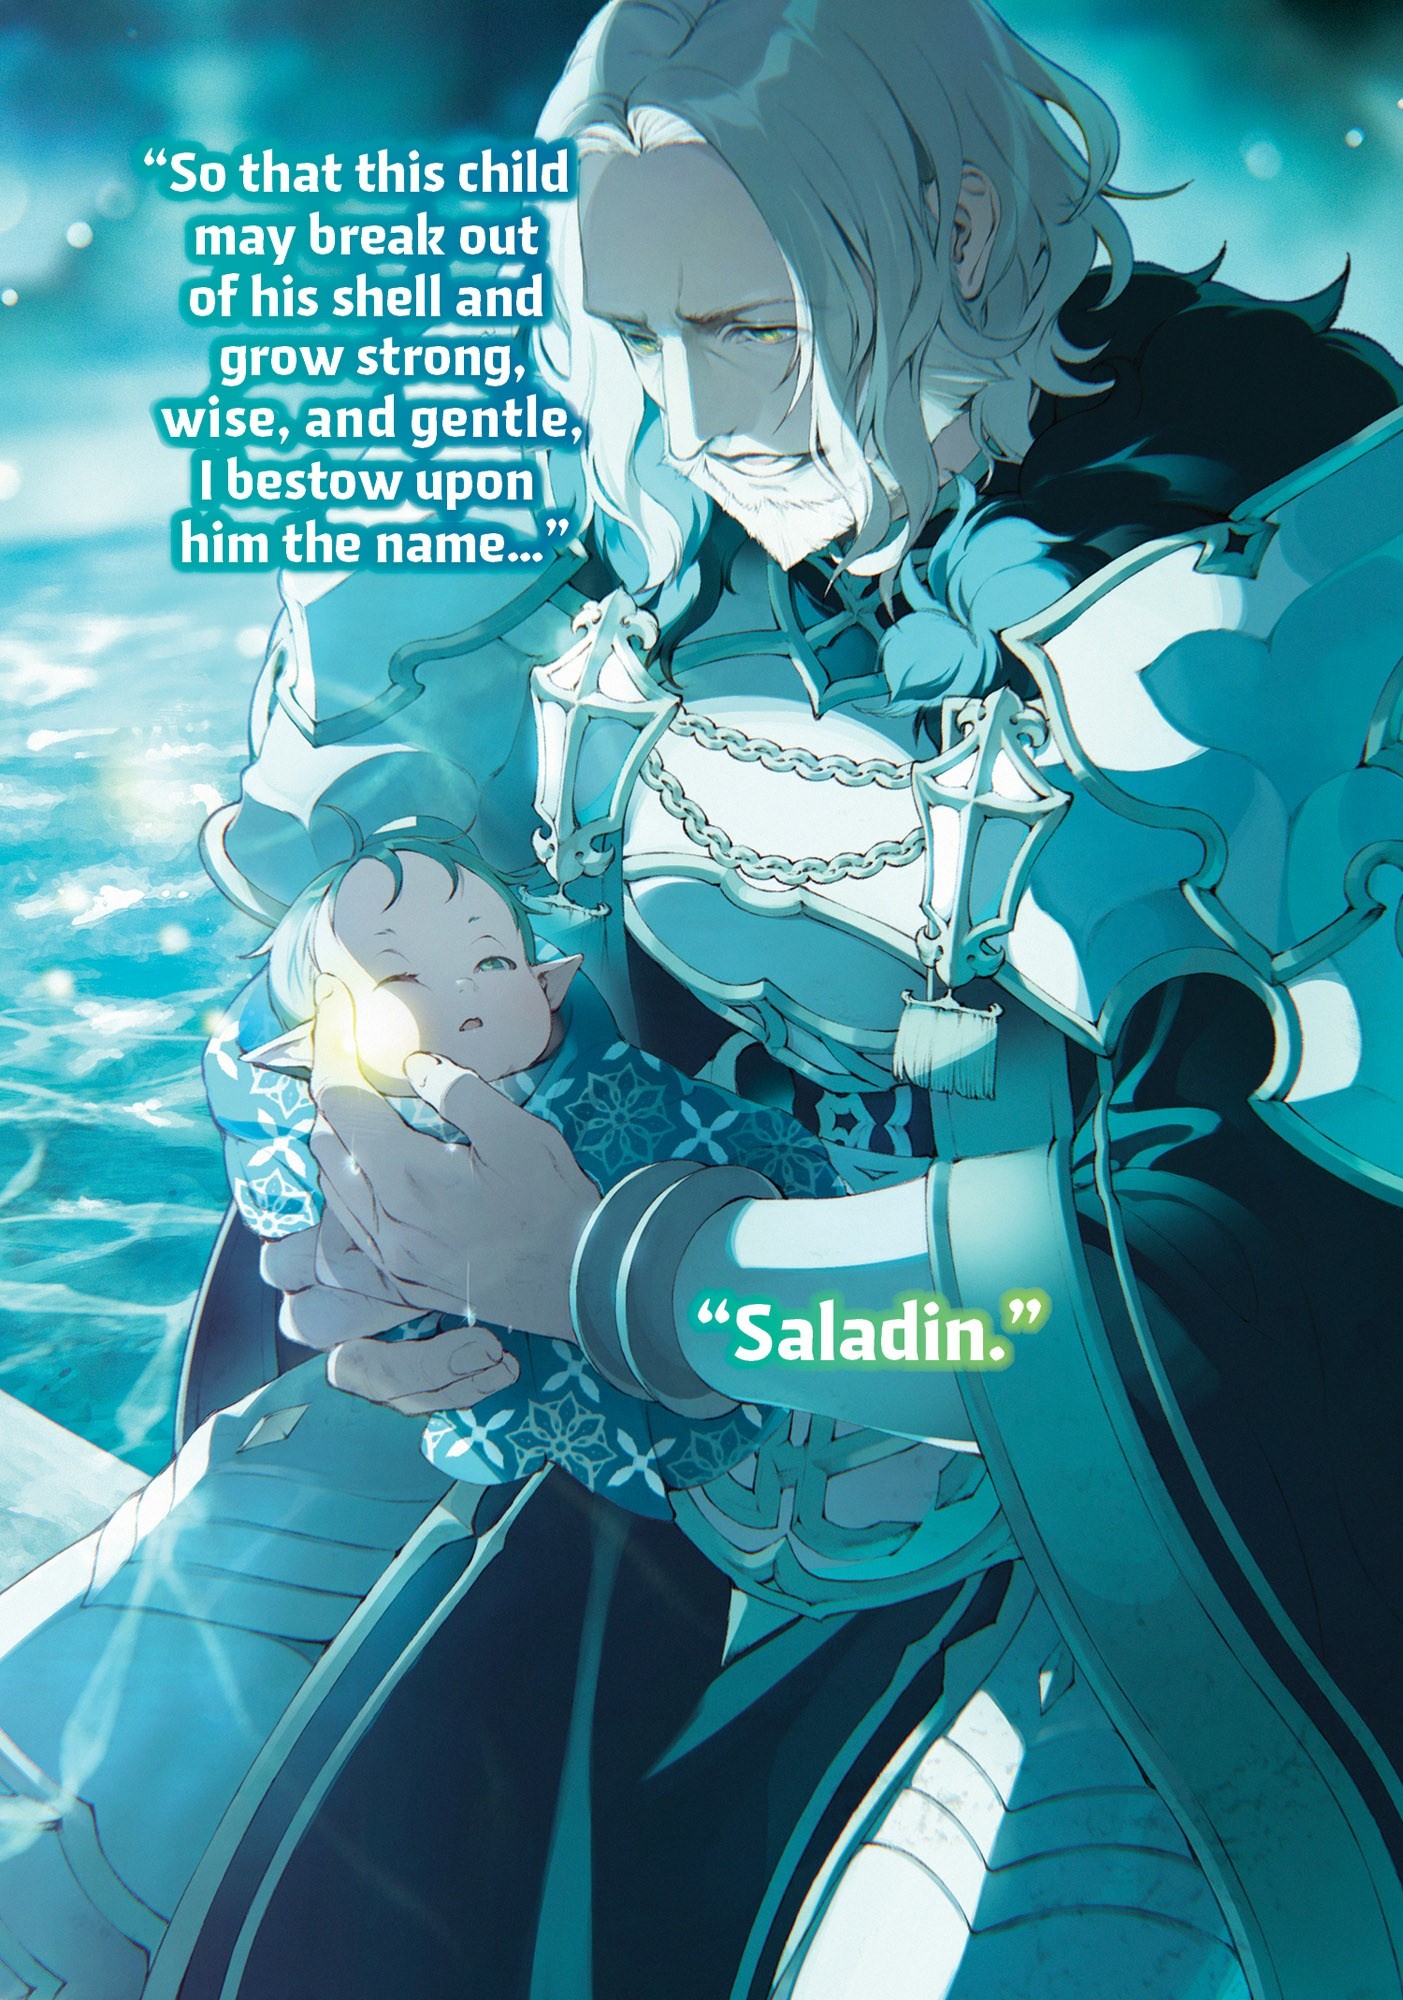 “So that this child
may break out
of his shell and
grow strong,
wise, and gentle,
I bestow upon
him the name...”
“Saladin.”